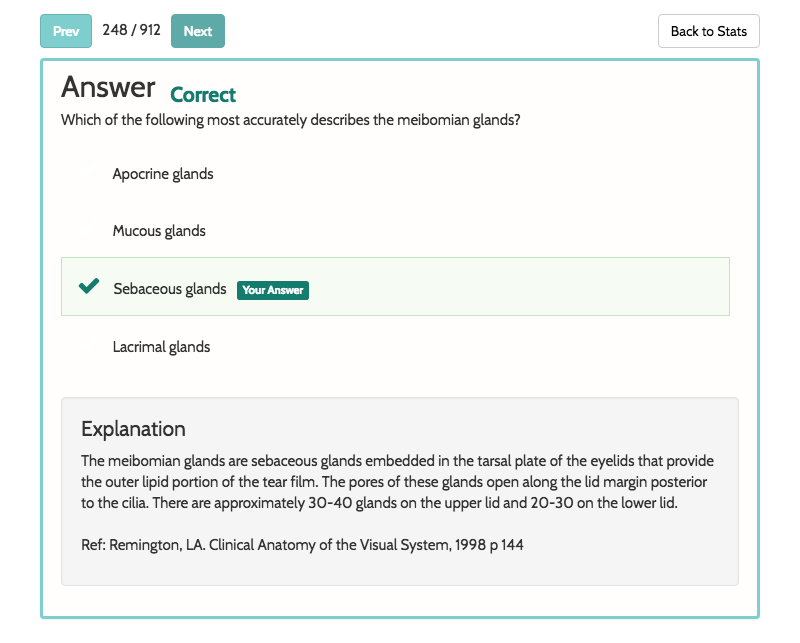 Prev 248 / 912 Next Back to Stats
Answer Correct
Which of the following most accurately describes the meibomian glands?
Apocrine glands
Mucous glands
Sebaceous glands Your Answer
Lacrimal glands
Explanation
The meibomian glands are sebaceous glands embedded in the tarsal plate of the eyelids that provide
the outer lipid portion of the tear film. The pores of these glands open along the lid margin posterior
to the cilia. There are approximately 30-40 glands on the upper lid and 20-30 on the lower lid.
Ref: Remington, LA. Clinical Anatomy of the Visual System, 1998 p 144